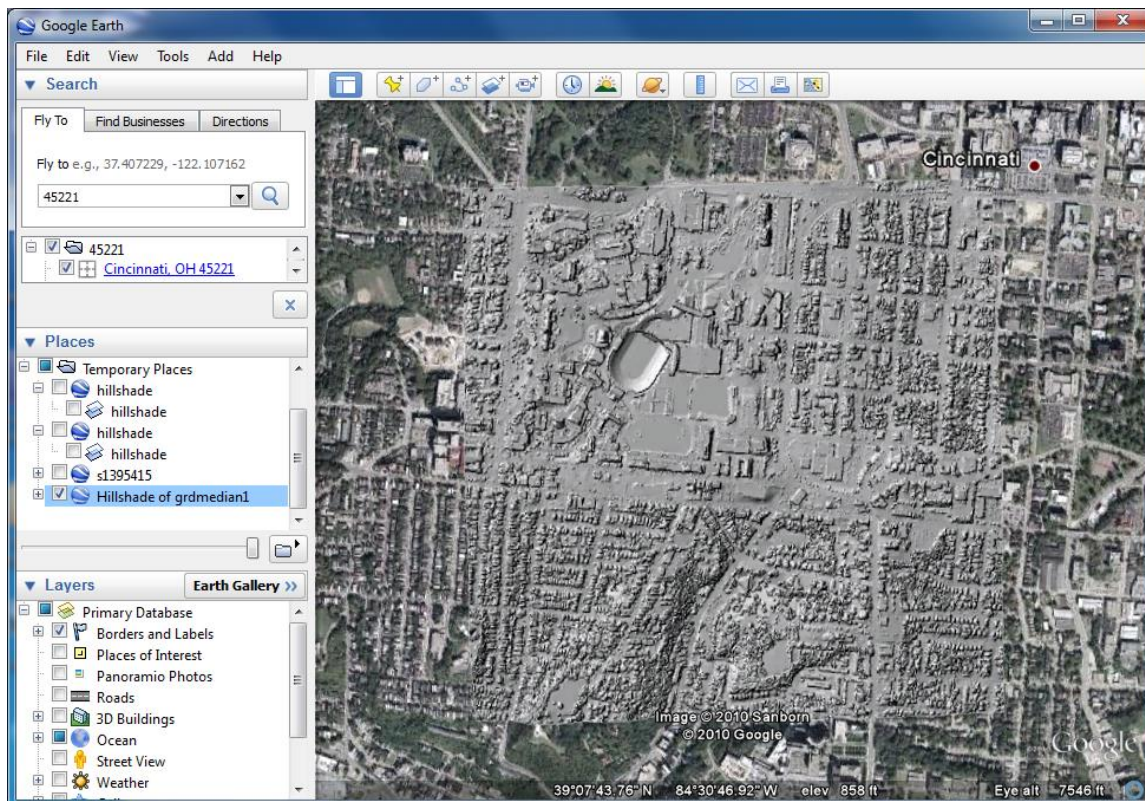 Google Earth
File Edit View Tools Add Help
Search
Fly To Find Businesses Directions
Fly to e.g., 37.407229, -122.107162
45221
45221
Cincinnati, OH 45221
Places
Temporary Places
hillshade
hillshade
hillshade
hillshade
s1395415
Hillshade of grdmedian1
Layers
Earth Gallery >>
Primary Database
Borders and Labels
Places of Interest
Panoramio Photos
Roads
3D Buildings
Ocean
Street View
Weather
Cincinnati
Image © 2010 Sanborn
© 2010 Google
Google
39°07'43.76" N 84°30'46.92" W elev 858 ft Eye alt 7546 ft